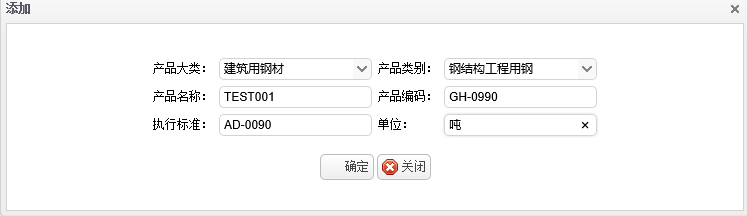 添加
产品大类： 建筑用钢材 产品类别： 钢结构工程用钢
产品名称： TEST001 产品编码： GH-0990
执行标准： AD-0090 单位： 吨
确定 关闭